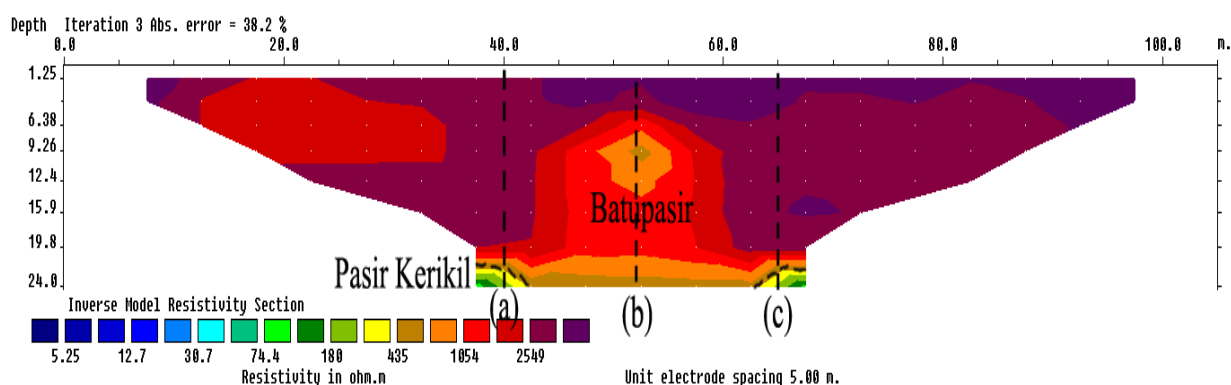 Depth Iteration 3 Abs. error = 38.2 %
0.0 20.0 40.0 60.0 80.0 100.0 m.
1.25
6.38
9.26
12.4
15.9
Batupasir
19.8
Pasir Kerikil
24.0
(a) (b) (c)
Inverse Model Resistivity Section
5.25 12.7 30.7 74.4 180 435 1054 2549
Resistivity in ohm.m Unit electrode spacing 5.00 m.